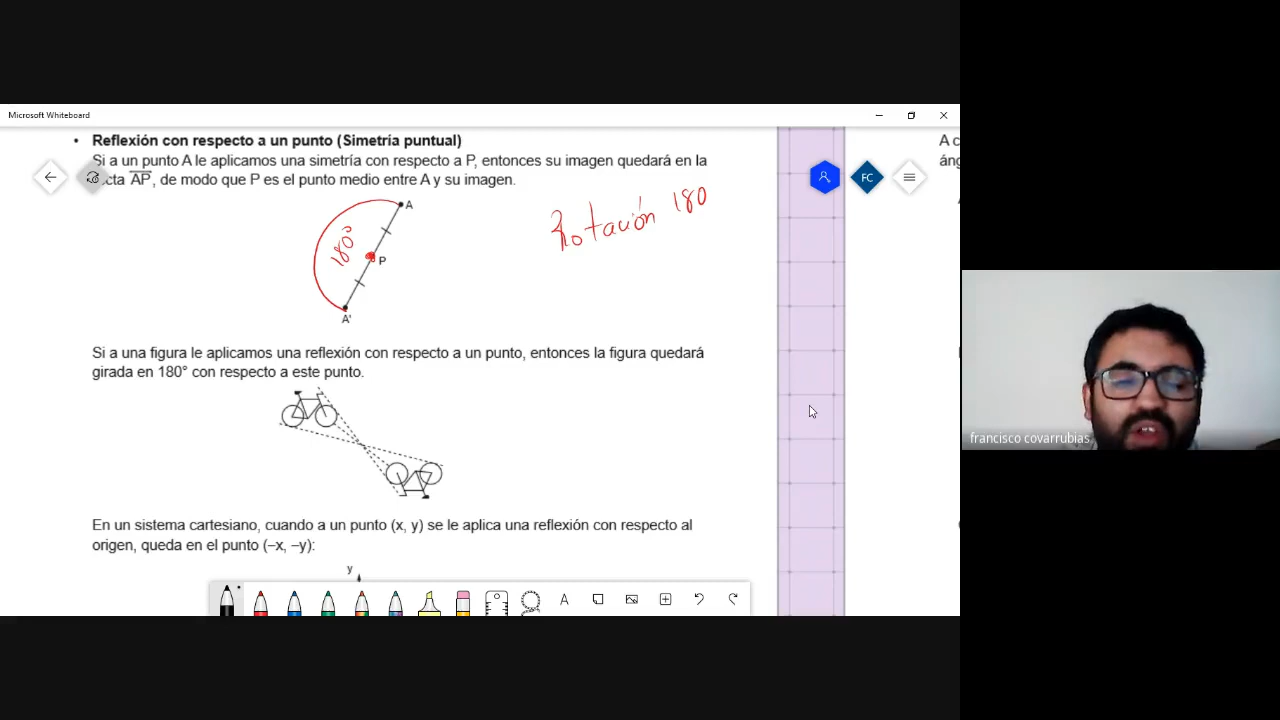 Microsoft Whiteboard
• Reflexión con respecto a un punto (Simetría puntual)
Si a un punto A le aplicamos una simetría con respecto a P, entonces su imagen quedará en la
AP, de modo que P es el punto medio entre A y su imagen.
A c
áng
FC
Rotación 180
A
180°
P
A'
Si a una figura le aplicamos una reflexión con respecto a un punto, entonces la figura quedará
girada en 180° con respecto a este punto.
francisco covarrubias
En un sistema cartesiano, cuando a un punto (x, y) se le aplica una reflexión con respecto al
origen, queda en el punto (–x, –y):
y
A